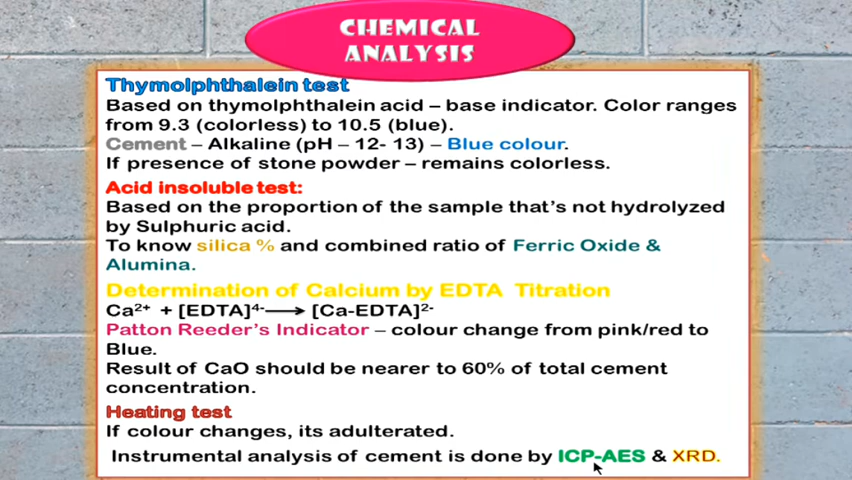 CHEMICAL
ANALYSIS
Thymolphthalein test
Based on thymolphthalein acid – base indicator. Color ranges
from 9.3 (colorless) to 10.5 (blue).
Cement – Alkaline (pH – 12- 13) – Blue colour.
If presence of stone powder – remains colorless.
Acid insoluble test:
Based on the proportion of the sample that's not hydrolyzed
by Sulphuric acid.
To know silica % and combined ratio of Ferric Oxide &
Alumina.
Determination of Calcium by EDTA Titration
Ca²⁺ + [EDTA]⁴⁻ ⟶ [Ca-EDTA]²⁻
Patton Reeder's Indicator – colour change from pink/red to
Blue.
Result of CaO should be nearer to 60% of total cement
concentration.
Heating test
If colour changes, its adulterated.
Instrumental analysis of cement is done by ICP-AES & XRD.